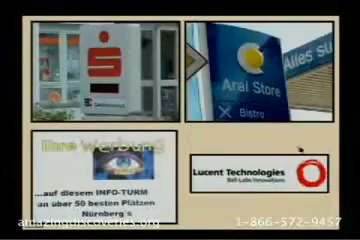 Aral Store
Alles su
Bistro
Ihre Werbung
...auf diesem INFO-TURM
an über 50 besten Plätzen
Nürnberg's
Lucent Technologies
Bell Labs Innovations
amazingdiscoveries.org
1-866-572-9457